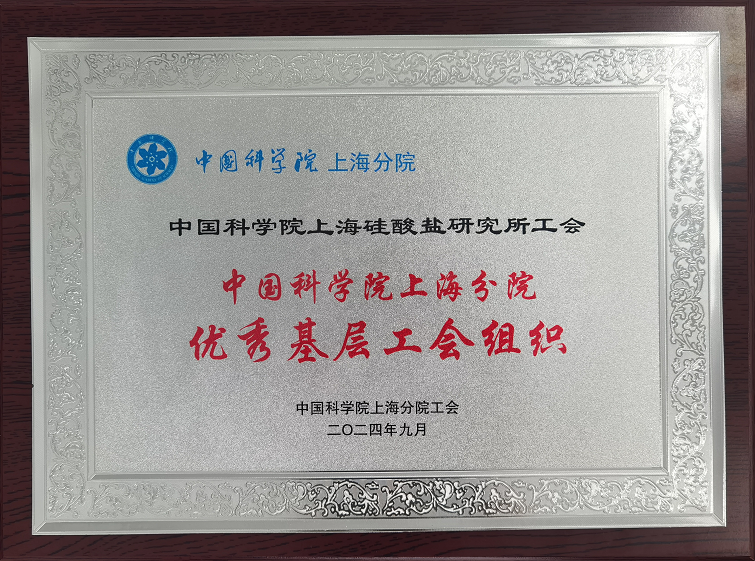 中国科学院 上海分院
中国科学院上海硅酸盐研究所工会
中国科学院上海分院
优秀基层工会组织
中国科学院上海分院工会
二〇二四年九月